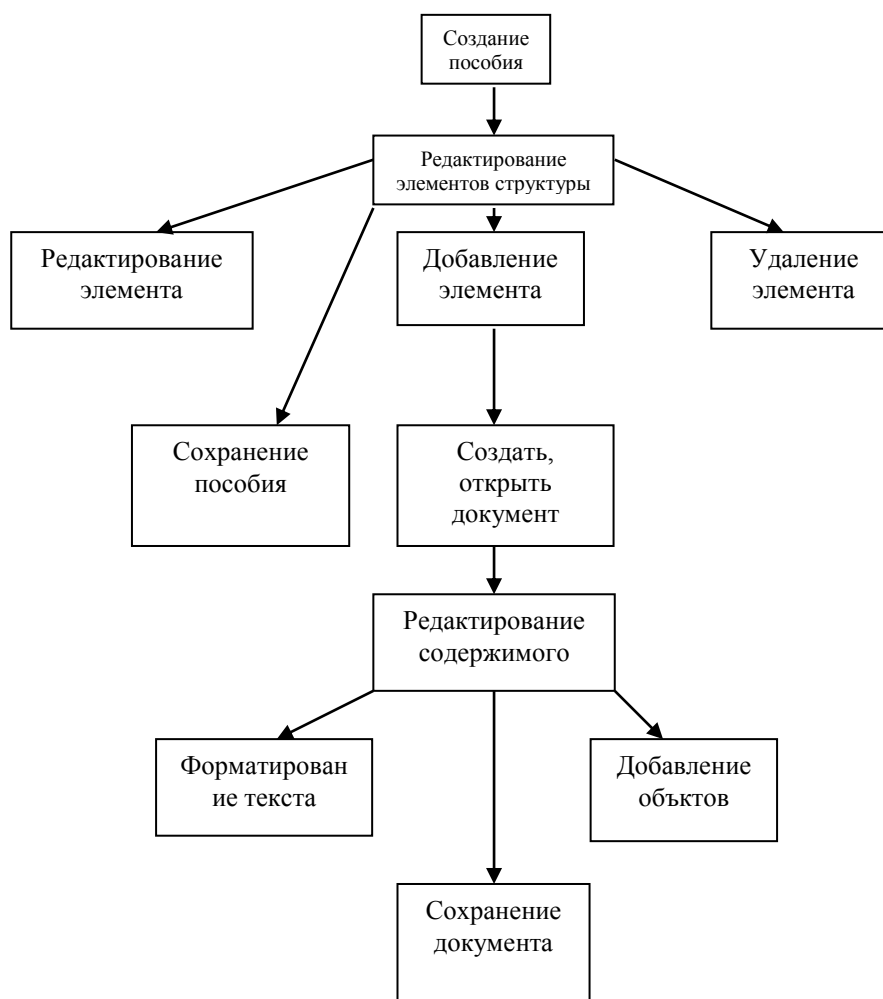 Создание
пособия
Редактирование
элементов структуры
Редактирование
элемента
Добавление
элемента
Удаление
элемента
Сохранение
пособия
Создать,
открыть
документ
Редактирование
содержимого
Форматирован
ие текста
Добавление
объктов
Сохранение
документа